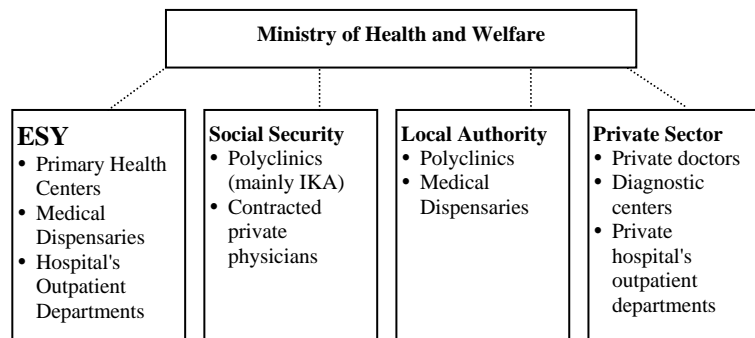 Ministry of Health and Welfare
ESY
• Primary Health
Centers
• Medical
Dispensaries
• Hospital's
Outpatient
Departments
Social Security
• Polyclinics
(mainly IKA)
• Contracted
private
physicians
Local Authority
• Polyclinics
• Medical
Dispensaries
Private Sector
• Private doctors
• Diagnostic
centers
• Private
hospital's
outpatient
departments